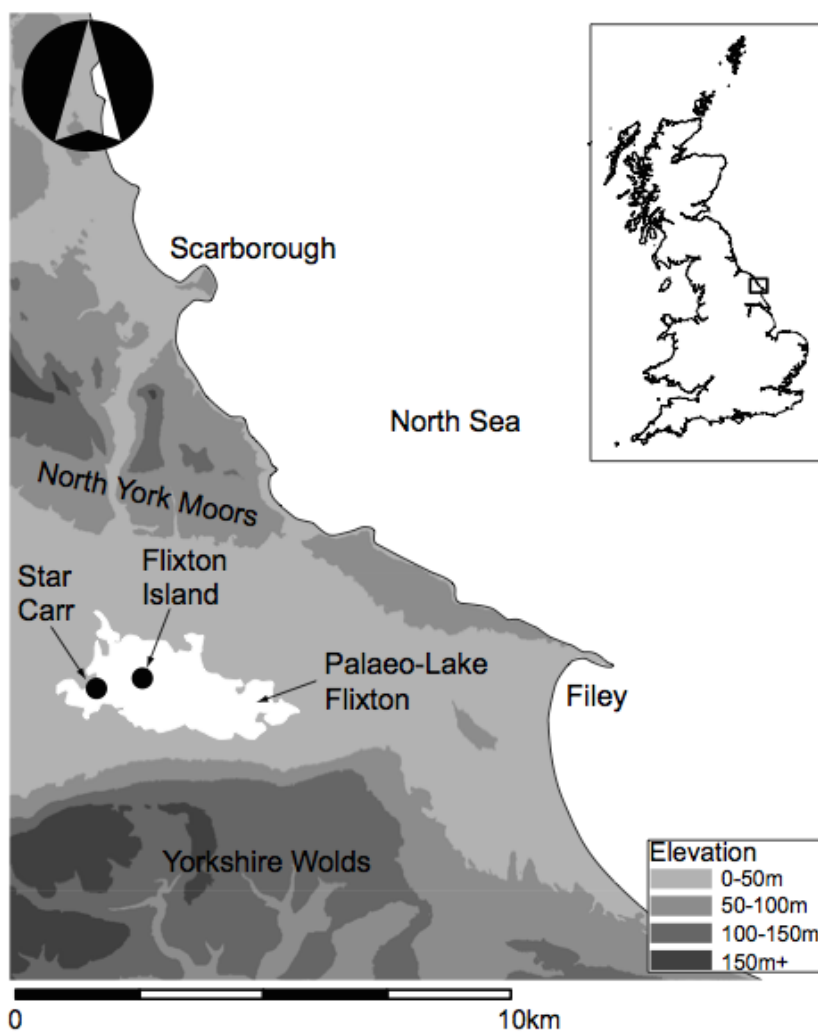 Scarborough
North Sea
North York Moors
Star
Carr
Flixton
Island
Palaeo-Lake
Flixton
Filey
Yorkshire Wolds
Elevation
0-50m
50-100m
100-150m
150m+
0
10km